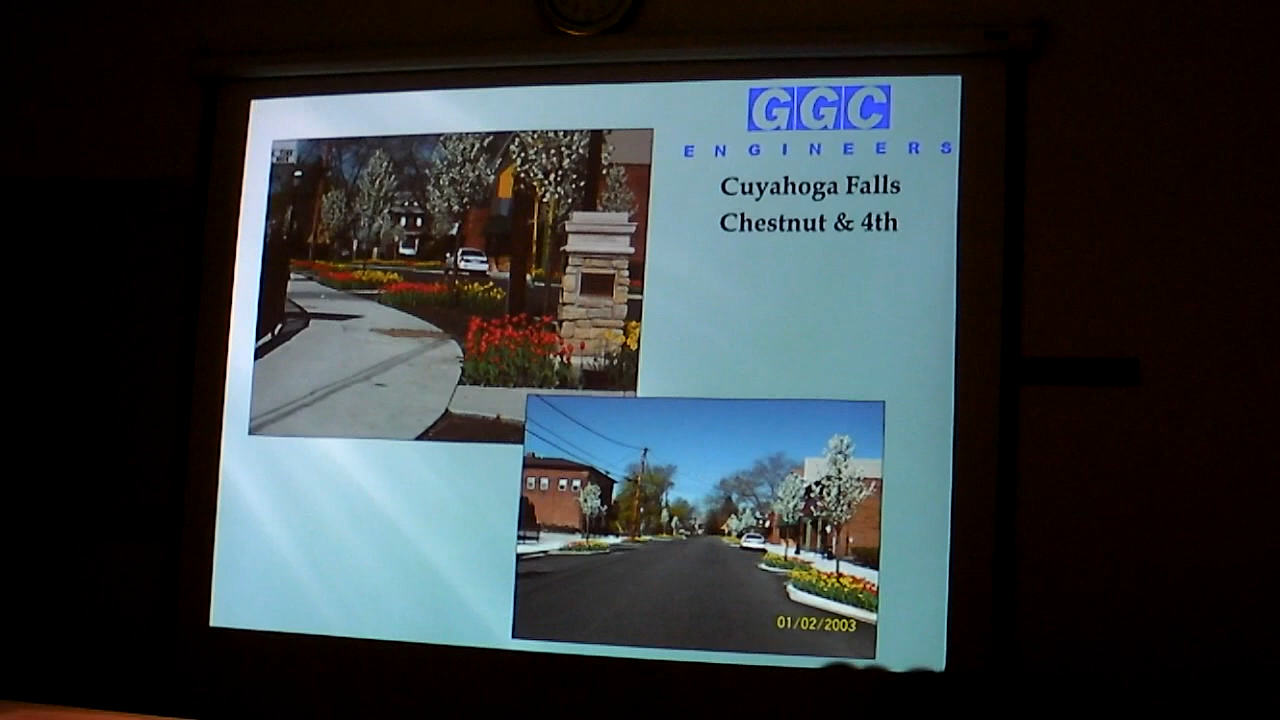 GGC
ENGINEERS
Cuyahoga Falls
Chestnut & 4th
01/02/2003